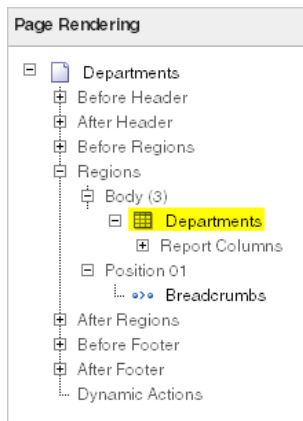 Page Rendering
Departments
Before Header
After Header
Before Regions
Regions
Body (3)
Departments
Report Columns
Position 01
Breadcrumbs
After Regions
Before Footer
After Footer
Dynamic Actions